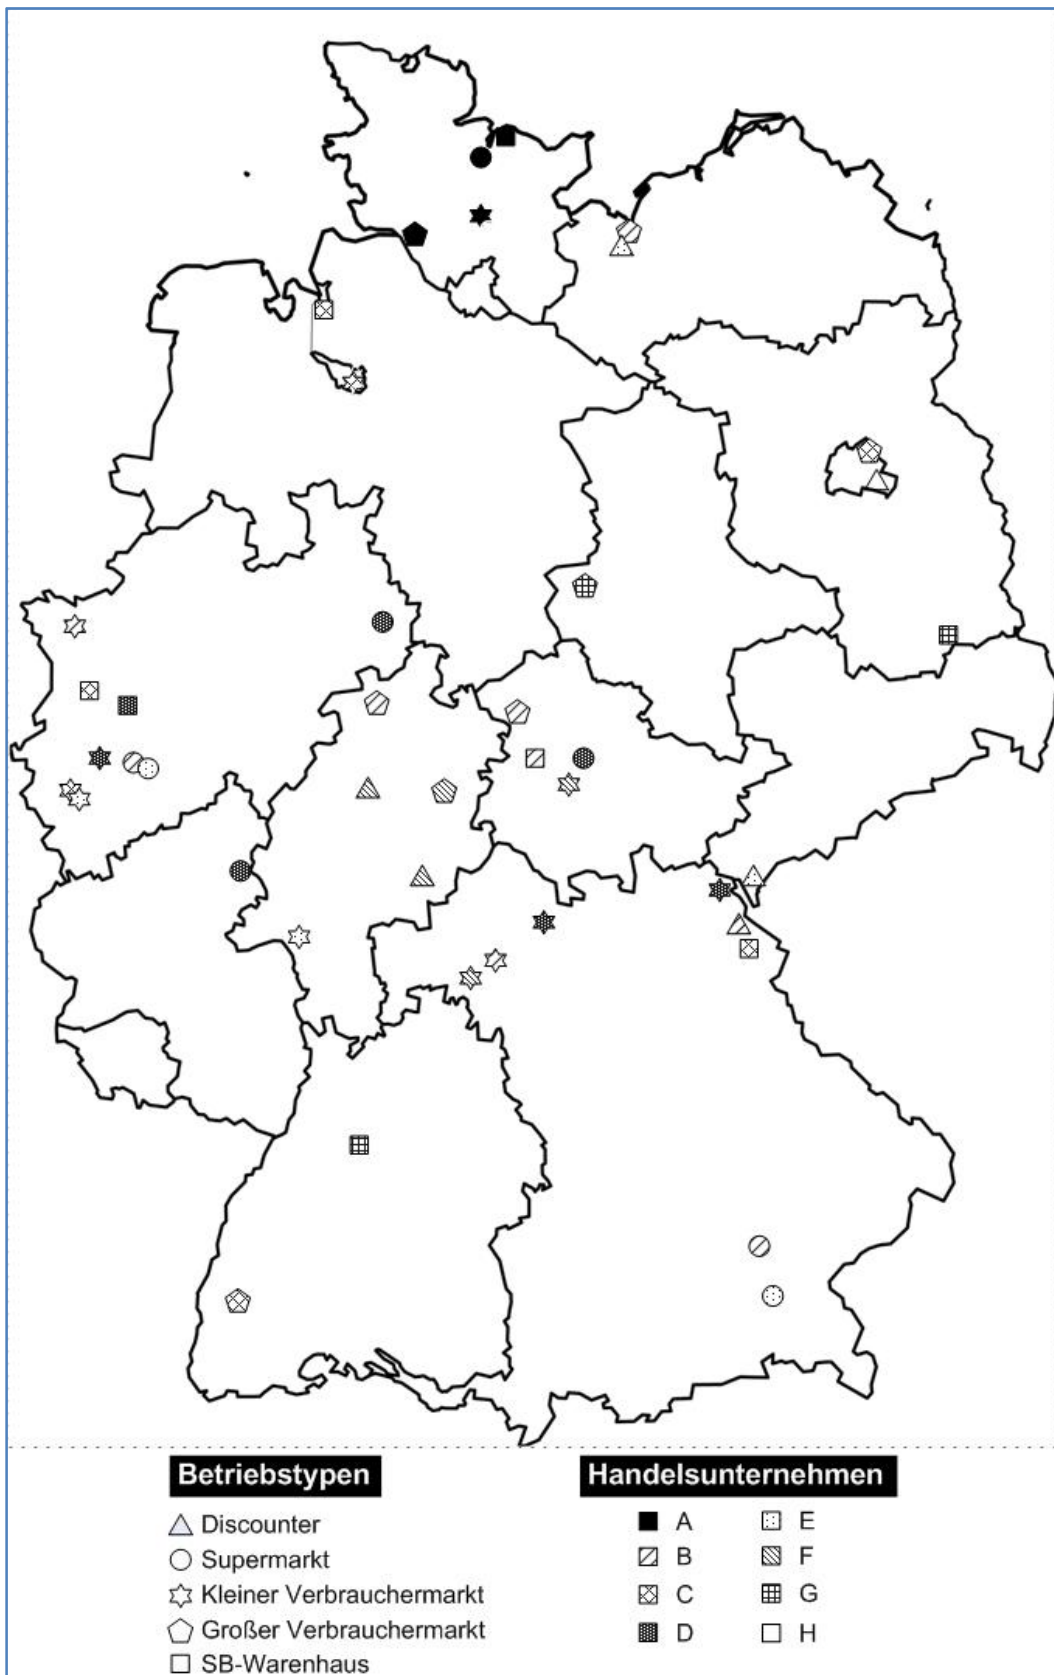 Betriebstypen
Discounter
Supermarkt
Kleiner Verbrauchermarkt
Großer Verbrauchermarkt
SB-Warenhaus
Handelsunternehmen
A
B
C
D
E
F
G
H